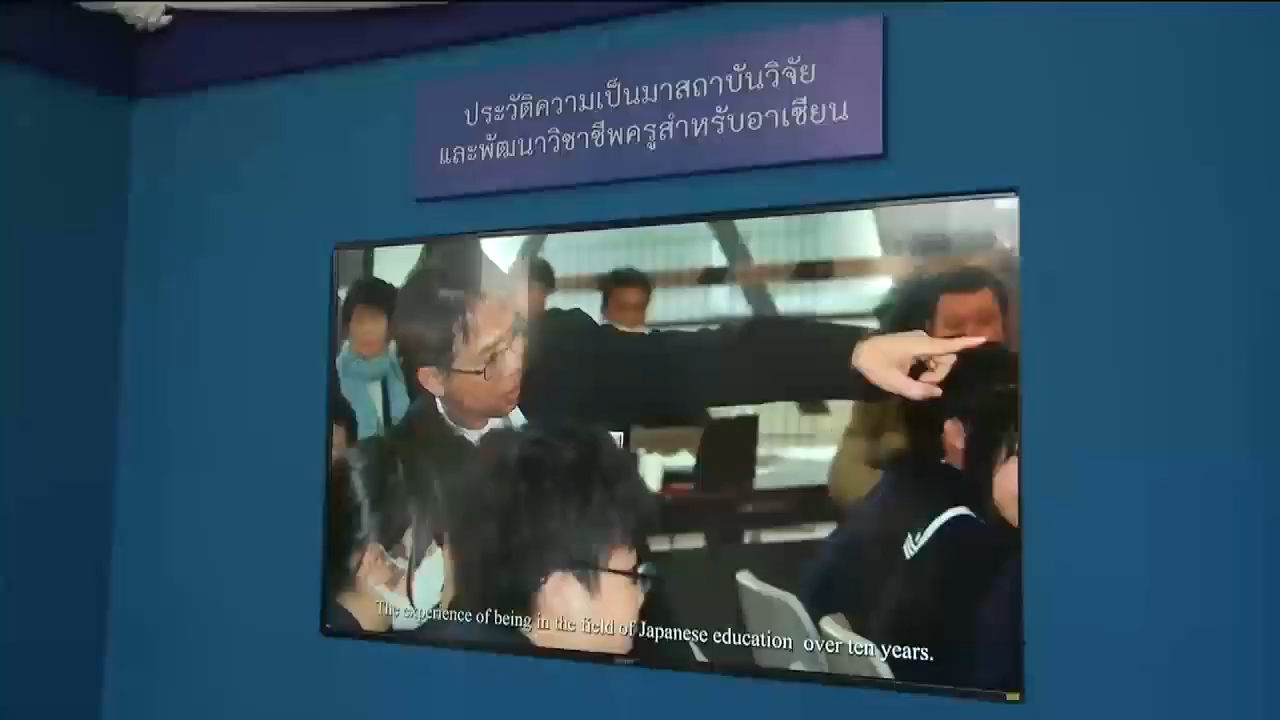 ประวัติความเป็นมาสถาบันวิจัย
และพัฒนาวิชาชีพครูสำหรับอาเซียน
The experience of being in the field of Japanese education over ten years.